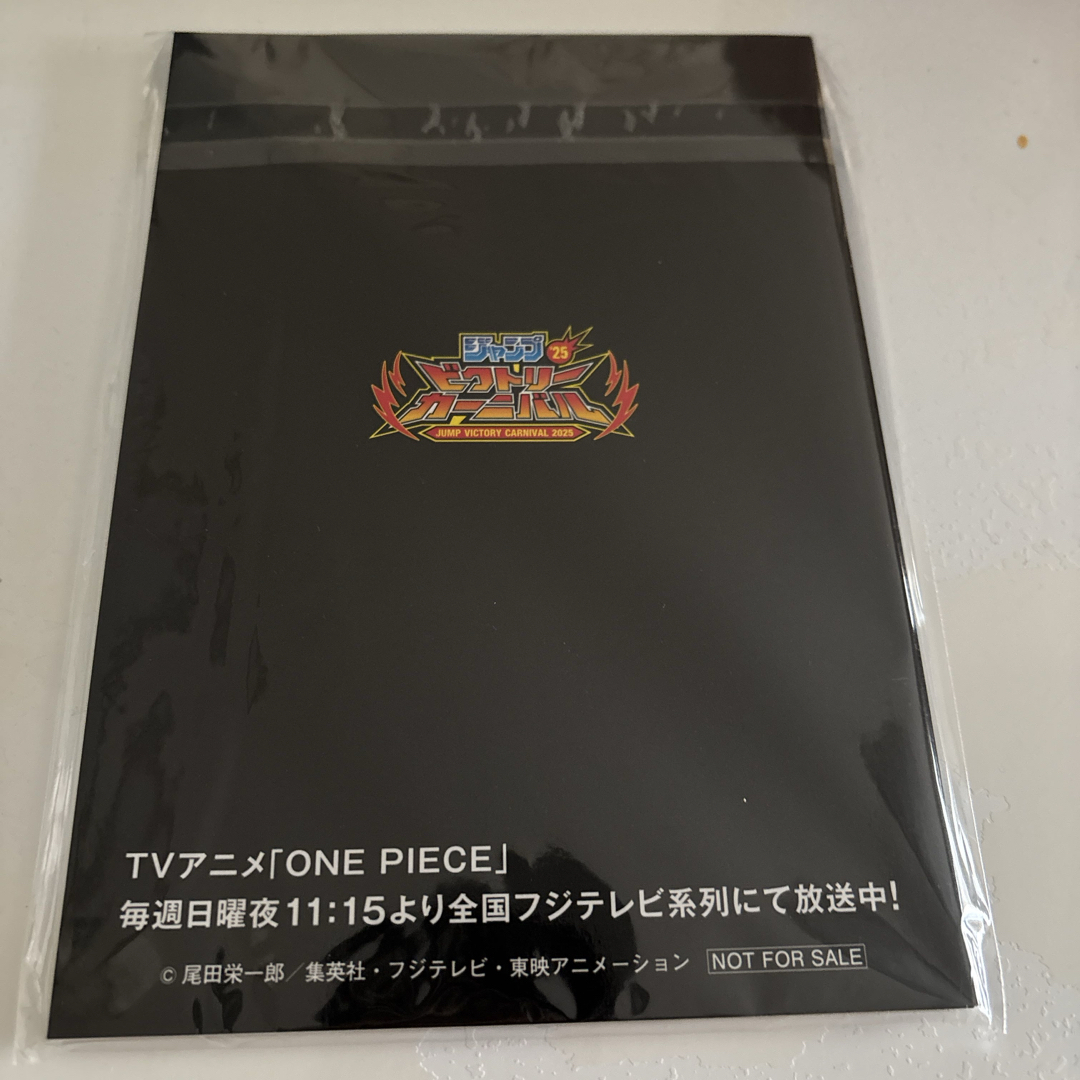 ジャンプ '25
ビクトリー
カーニバル
JUMP VICTORY CARNIVAL 2025
TVアニメ「ONE PIECE」
毎週日曜夜11:15より全国フジテレビ系列にて放送中!
© 尾田栄一郎/集英社・フジテレビ・東映アニメーション NOT FOR SALE